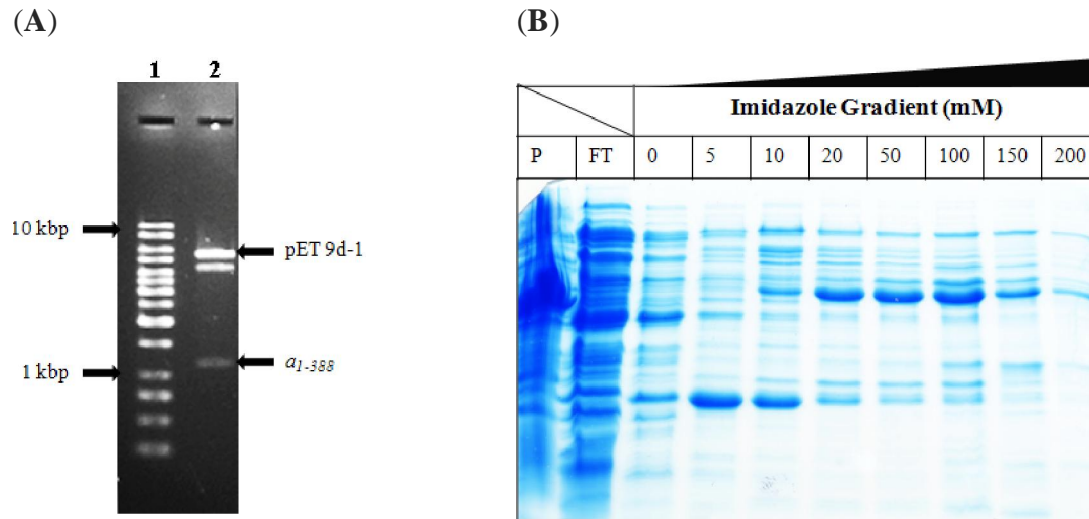 (A)
(B)
1 2
10 kbp
pET 9d-1
1 kbp
a1-388
Imidazole Gradient (mM)
P FT 0 5 10 20 50 100 150 200